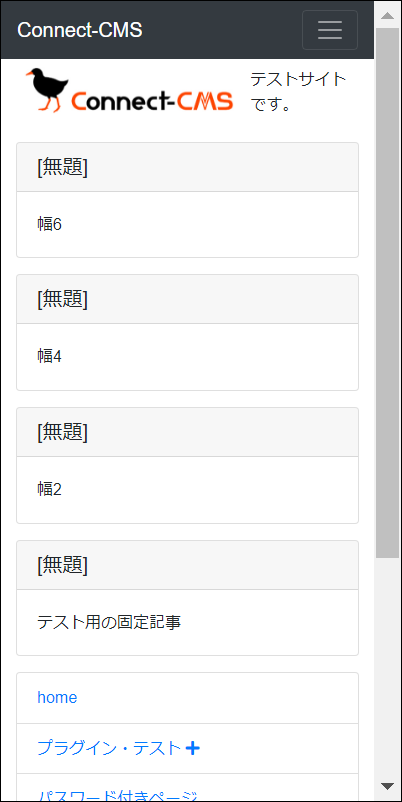 Connect-CMS
Connect-CMS
テストサイト
です。
[無題]
幅6
[無題]
幅4
[無題]
幅2
[無題]
テスト用の固定記事
home
プラグイン・テスト
パスワード付きページ